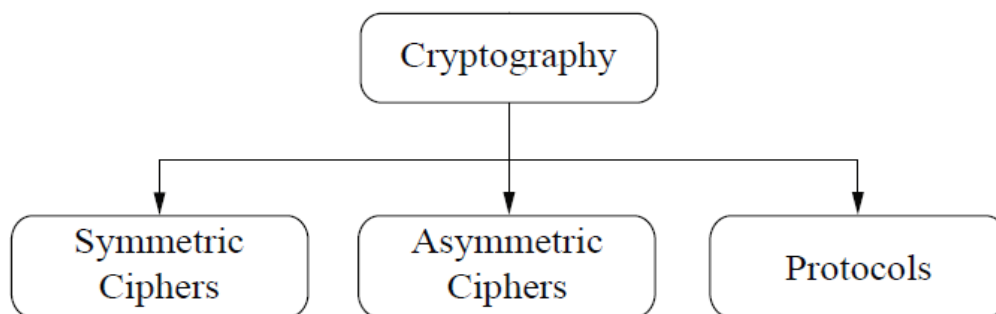 Cryptography
Symmetric
Ciphers
Asymmetric
Ciphers
Protocols